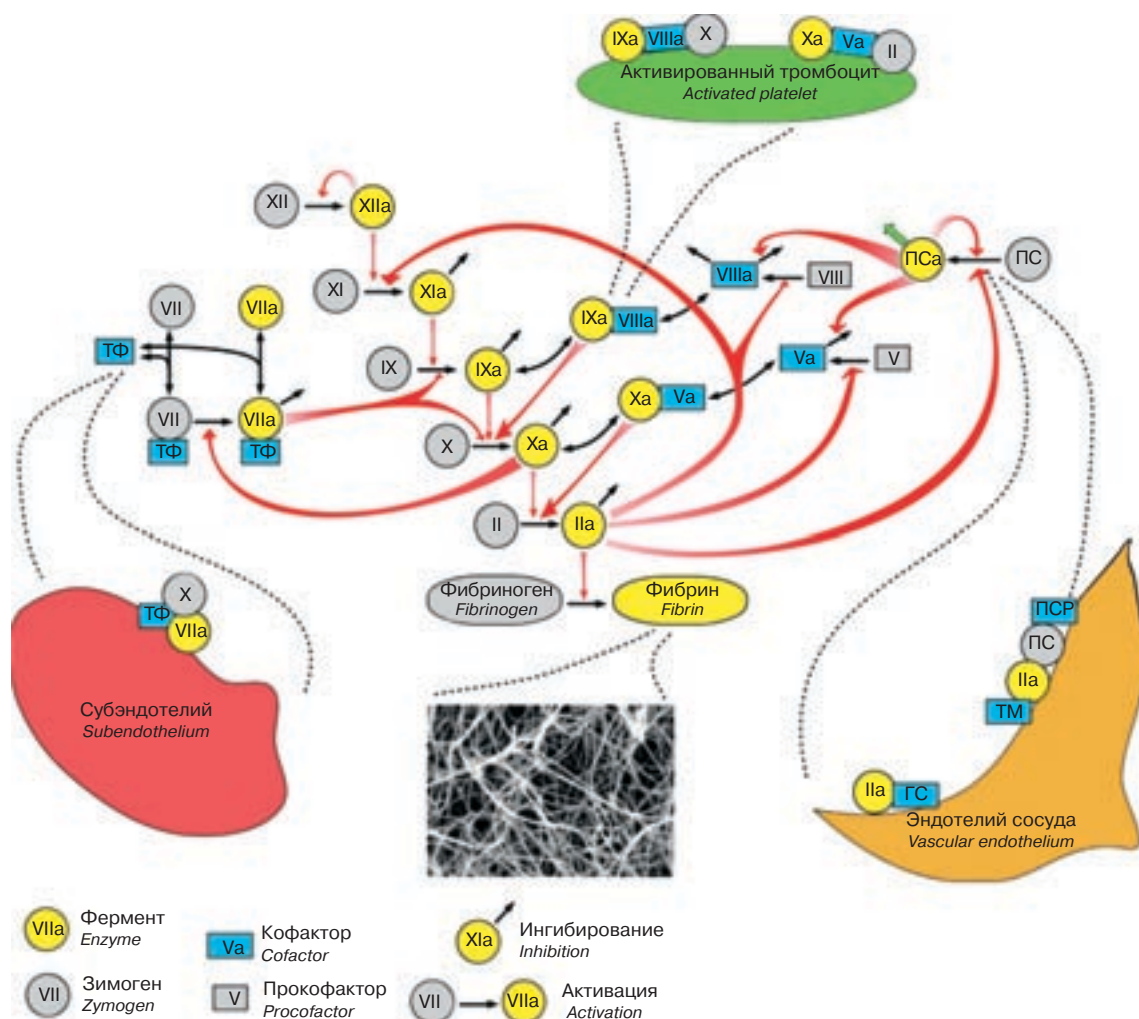 IXa VIIIa X
Xa Va II
Активированный тромбоцит
Activated platelet
XII XIIa
XI XIa
VIIIa VIII
ПСа ПС
VII VIIa
IXa VIIIa
ТФ
IX IXa
Va V
Xa Va
VII VIIa
ТФ ТФ
X Xa
II IIa
Фибриноген
Fibrinogen
Фибрин
Fibrin
X
ТФ
VIIa
Субэндотелий
Subendothelium
ПСР
ПС
IIa
ТМ
IIa ГС
Эндотелий сосуда
Vascular endothelium
VIIa
Фермент
Enzyme
Va
Кофактор
Cofactor
XIa
Ингибирование
Inhibition
VII
Зимоген
Zymogen
V
Прокофактор
Procofactor
VII VIIa
Активация
Activation